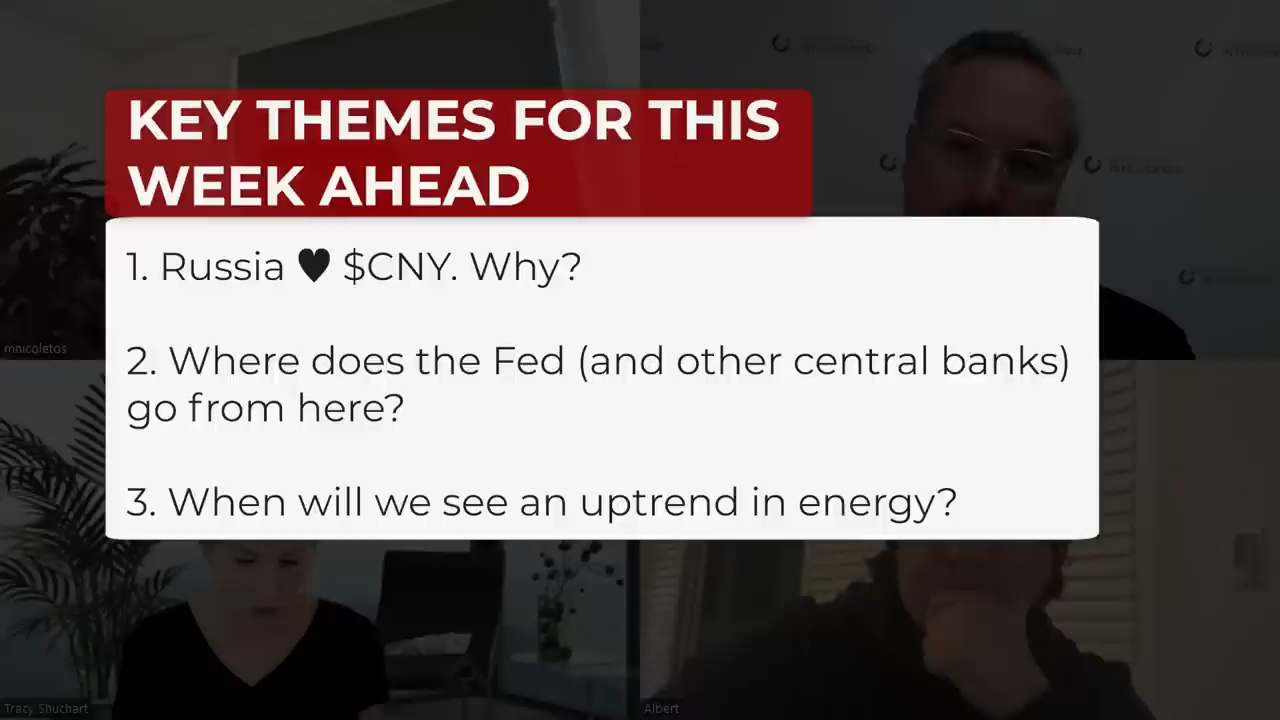 KEY THEMES FOR THIS
WEEK AHEAD
1. Russia ♥ $CNY. Why?
2. Where does the Fed (and other central banks)
go from here?
3. When will we see an uptrend in energy?
mnicoletos
Tracy Shuchart
Albert